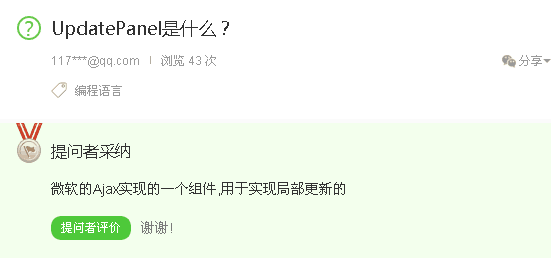 UpdatePanel是什么？
117***@qq.com | 浏览 43 次 分享
编程语言
提问者采纳
微软的Ajax实现的一个组件,用于实现局部更新的
提问者评价 谢谢！